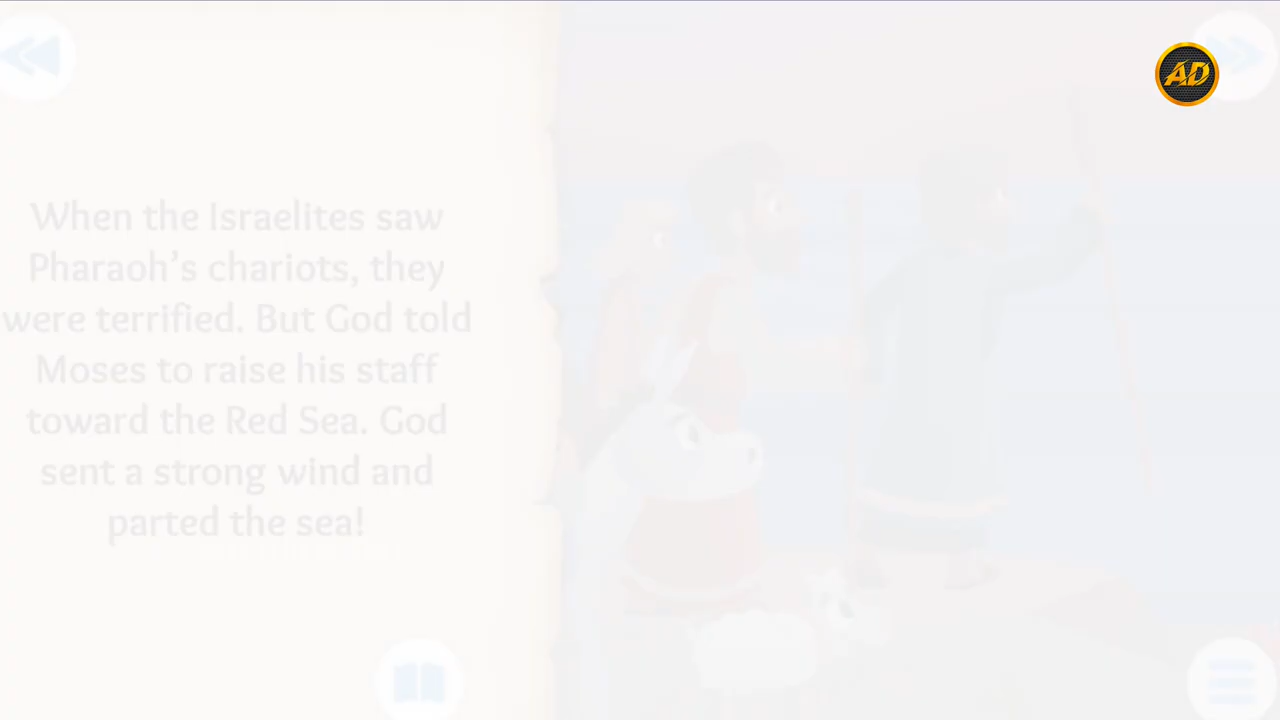 AD
When the Israelites saw
Pharaoh's chariots, they
were terrified. But God told
Moses to raise his staff
toward the Red Sea. God
sent a strong wind and
parted the sea!